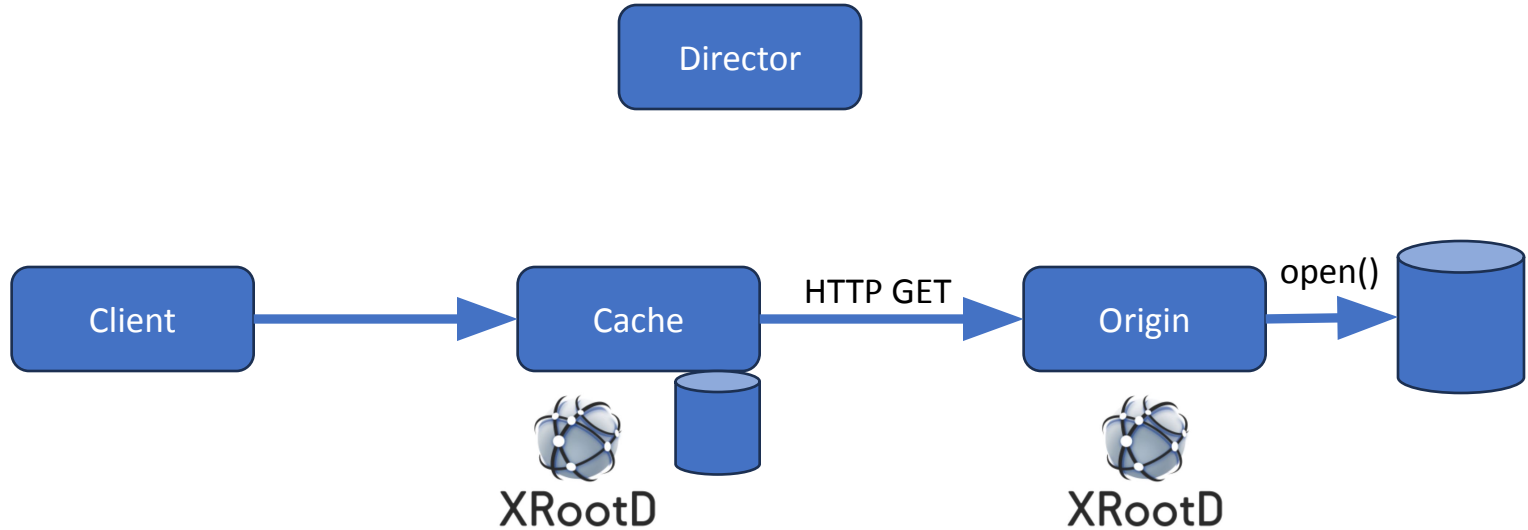 Director
Client
Cache
HTTP GET
Origin
open()
XRootD
XRootD